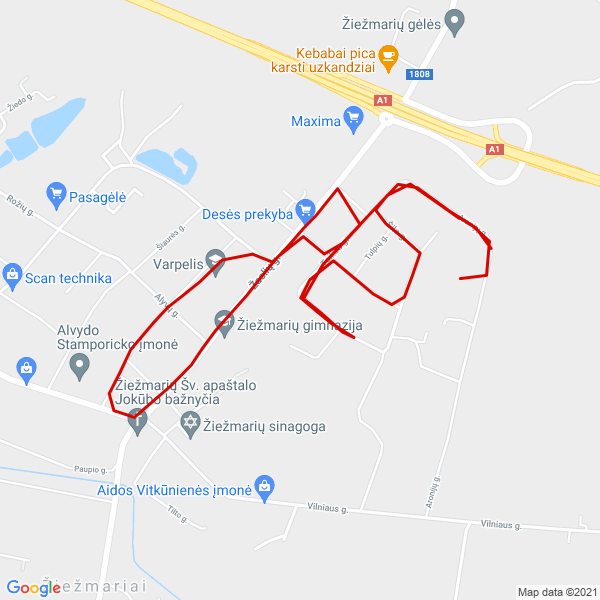 Žiežmarių gėlės
Kebabai pica
karsti uzkandziai
1808
A1
Maxima
A1
Žiedo g.
Pasagėlė
Rožių g.
Desės prekyba
Šiaurės g.
Tulpių g.
Varpelis
Žaslių g.
Scan technika
Alyvų g.
Žiežmarių gimnazija
Alvydo
Stamporicko įmonė
Žiežmarių Šv. apaštalo
Jokūbo bažnyčia
Žiežmarių sinagoga
Paupio g.
Aidos Vitkūnienės įmonė
Aronijų g.
Tilto g.
Vilniaus g.
Vilniaus g.
Žiežmariai
Google
Map data ©2021